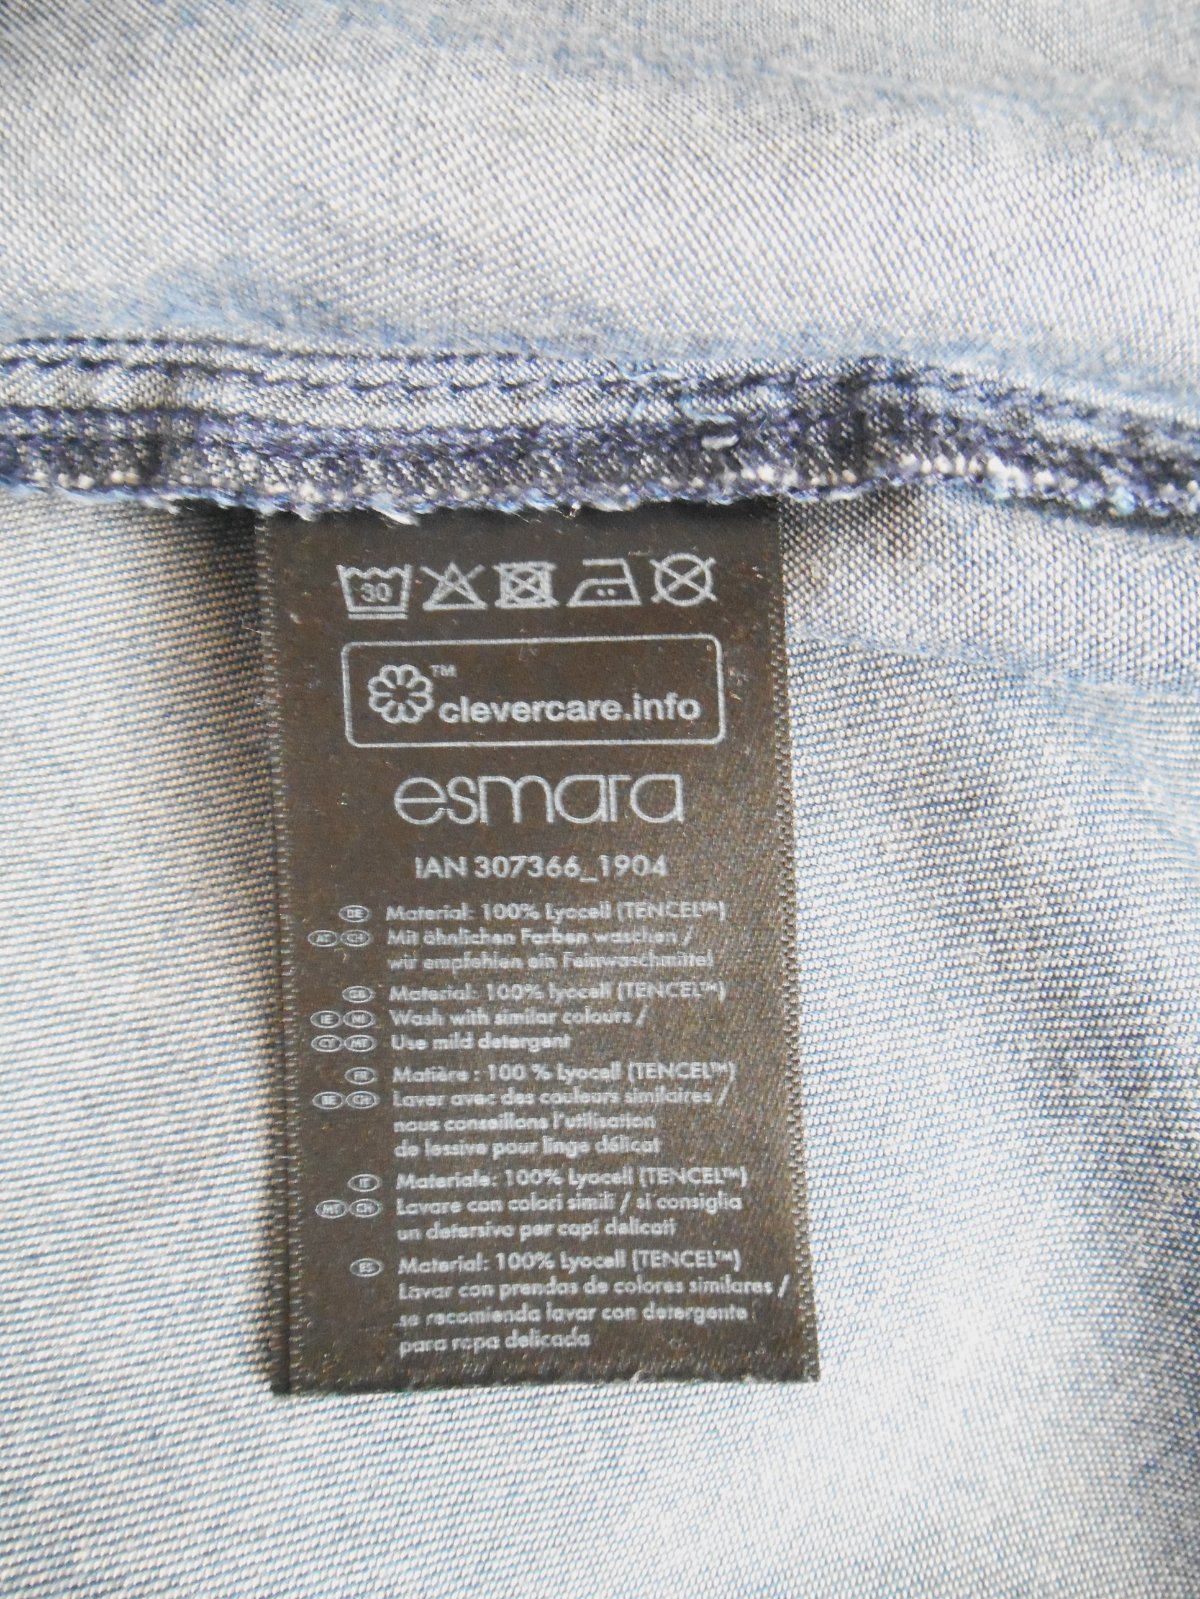 30
™
clevercare.info
esmara
IAN 307366_1904
DE Material: 100% Lyocell (TENCEL™)
AT CH Mit ähnlichen Farben waschen /
wir empfehlen ein Feinwaschmittel
GB Material: 100% lyocell (TENCEL™)
IE NI Wash with similar colours /
CY MT Use mild detergent
FR Matière : 100 % Lyocell (TENCEL™)
BE CH Laver avec des couleurs similaires /
nous conseillons l'utilisation
de lessive pour linge délicat
IT Materiale: 100% Lyocell (TENCEL™)
MT CH Lavare con colori simili / si consiglia
un detersivo per capi delicati
ES Material: 100% Lyocell (TENCEL™)
Lavar con prendas de colores similares /
se recomienda lavar con detergente
para ropa delicada